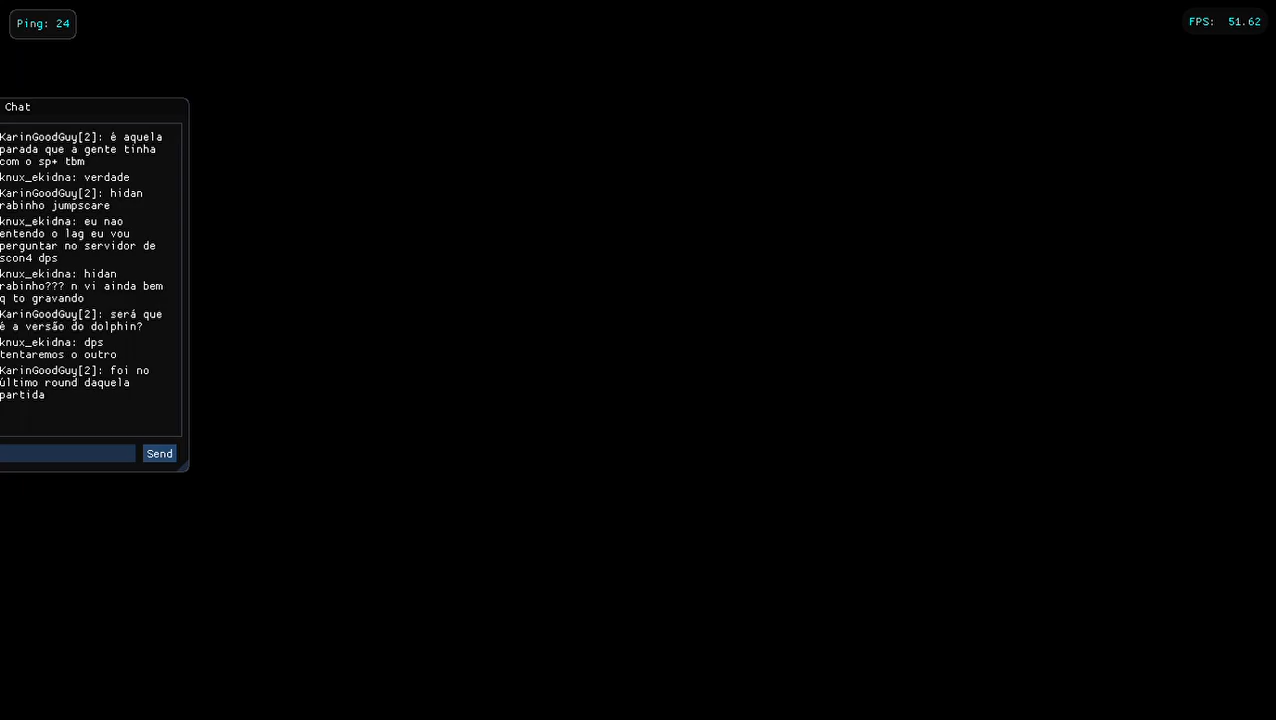 Ping: 24
FPS: 51.62
Chat
KarinGoodGuy[2]: é aquela
parada que a gente tinha
com o sp+ tbm
knux_ekidna: verdade
KarinGoodGuy[2]: hidan
rabinho jumpscare
knux_ekidna: eu nao
entendo o lag eu vou
perguntar no servidor de
scon4 dps
knux_ekidna: hidan
rabinho??? n vi ainda bem
q to gravando
KarinGoodGuy[2]: será que
é a versão do dolphin?
knux_ekidna: dps
tentaremos o outro
KarinGoodGuy[2]: foi no
último round daquela
partida
Send